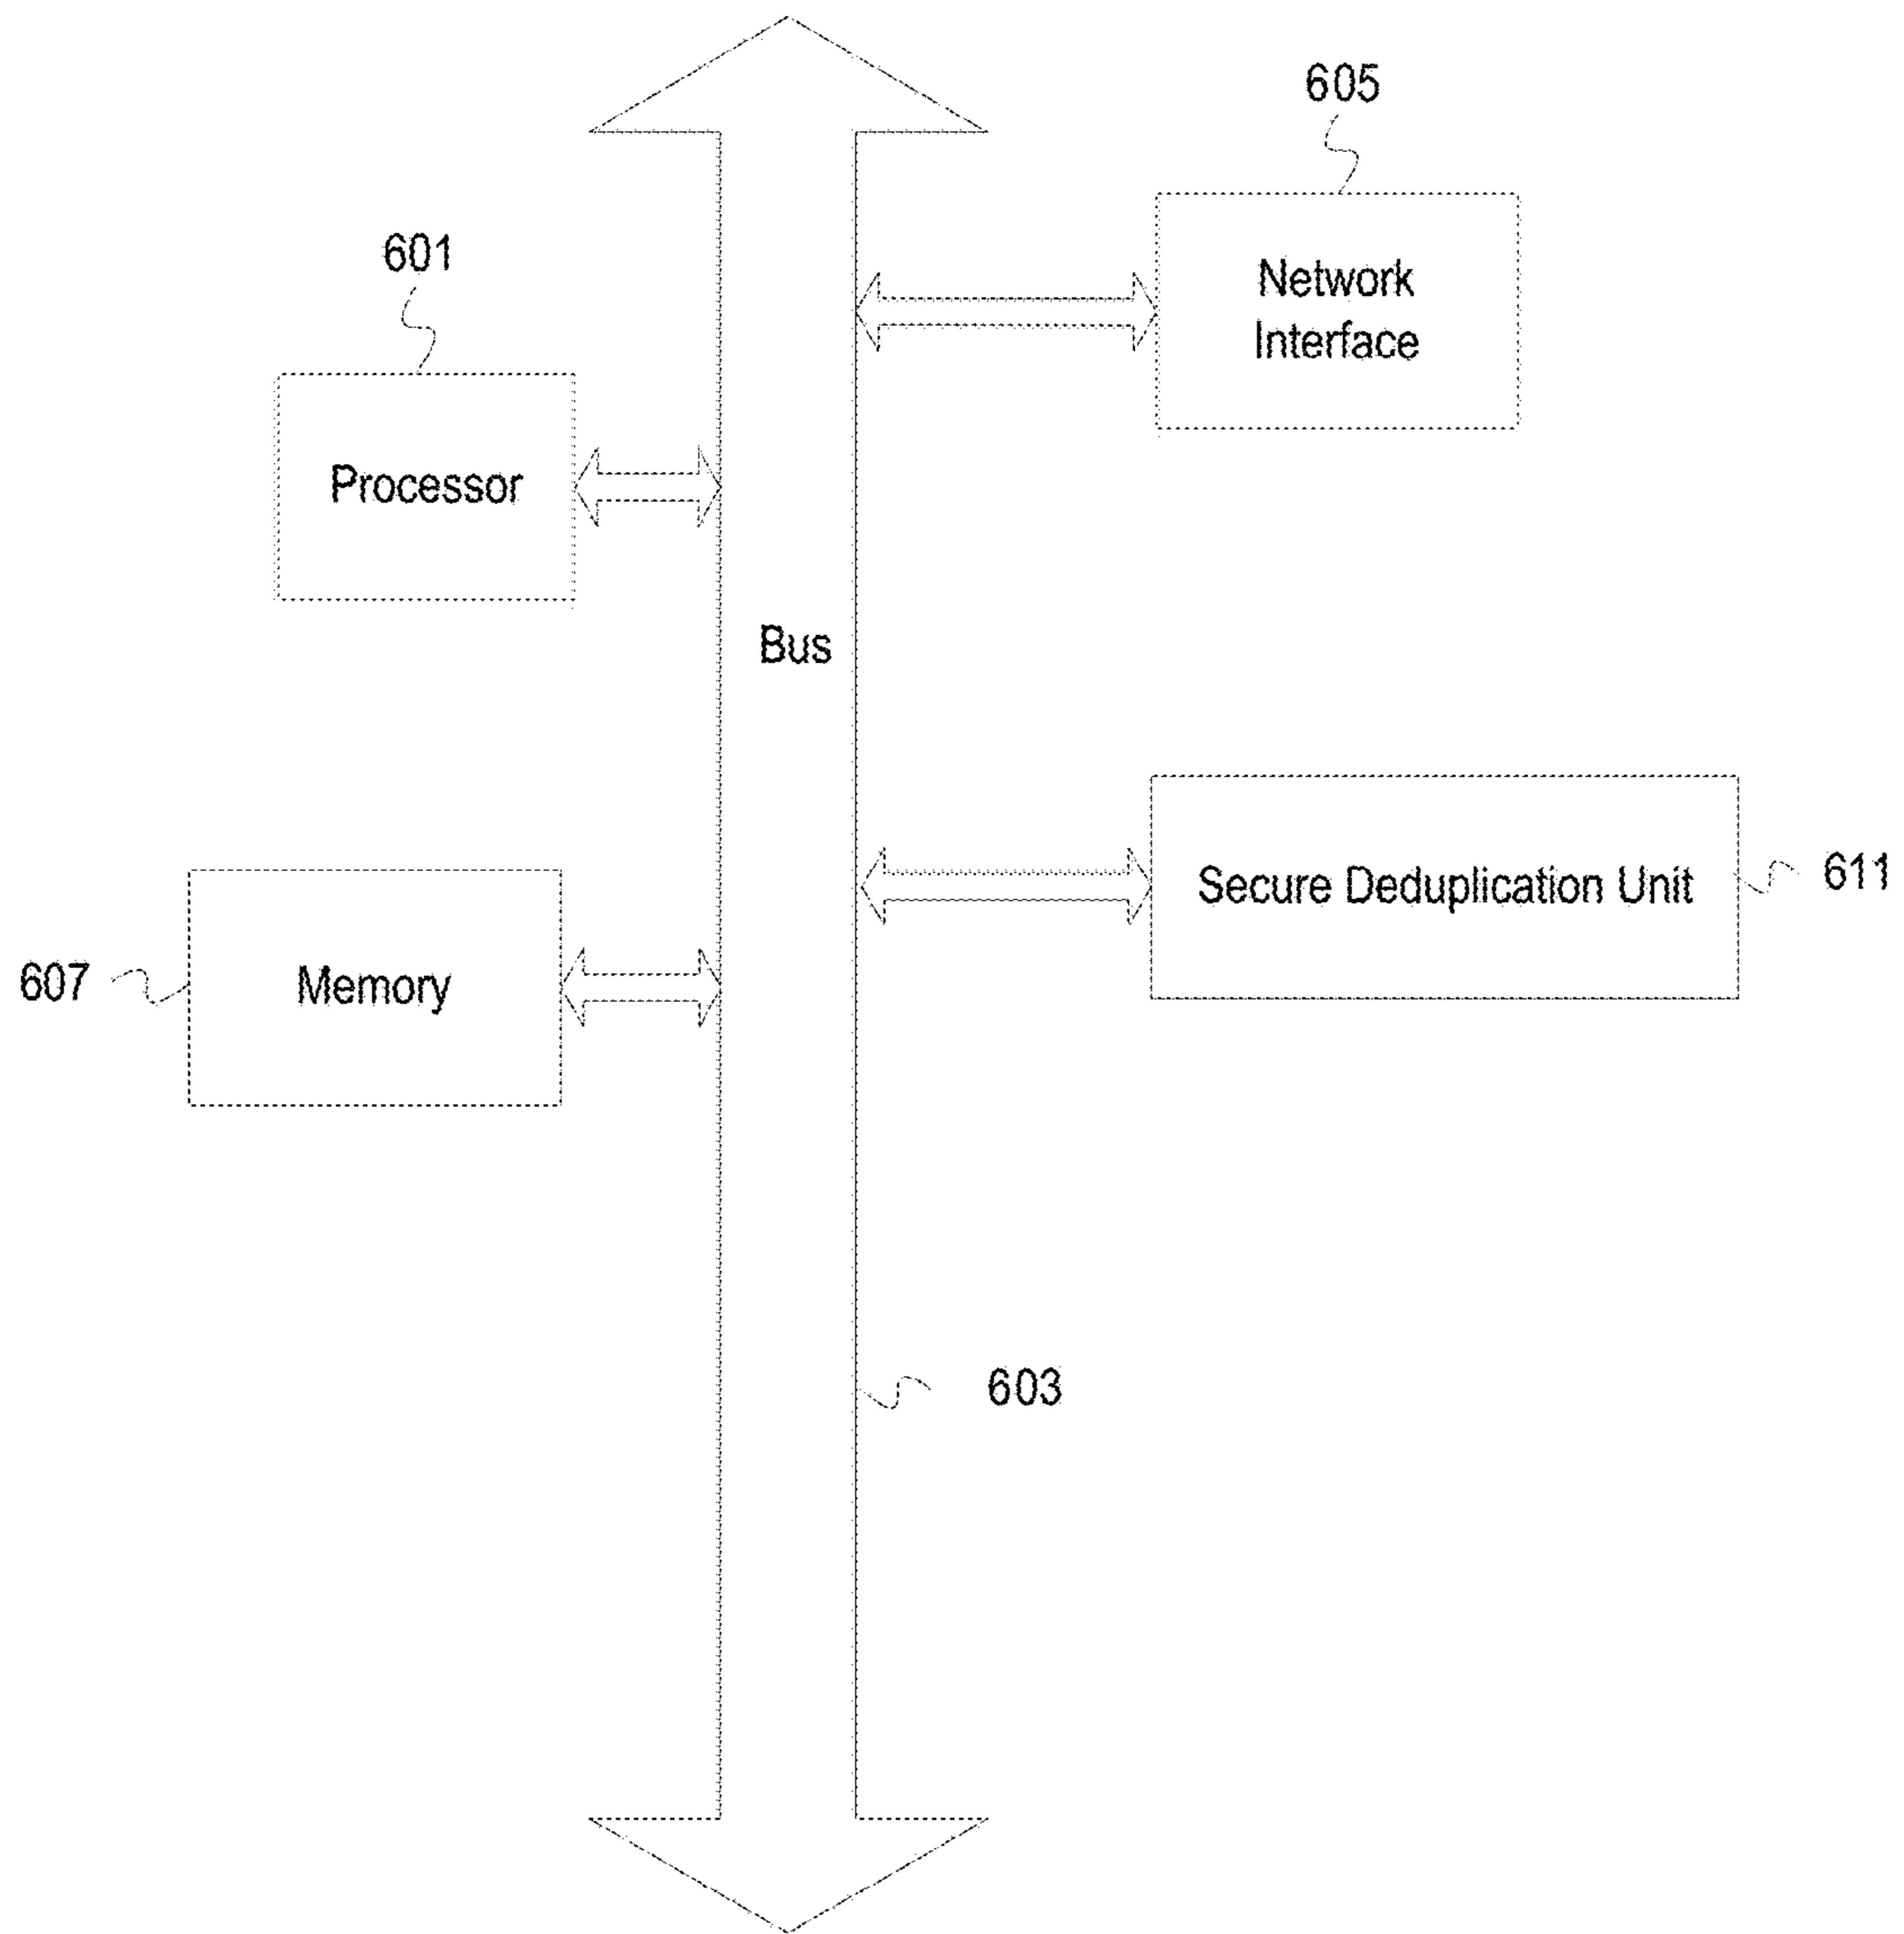 605
Network
Interface
601
Processor
Bus
Secure Deduplication Unit
611
607
Memory
603